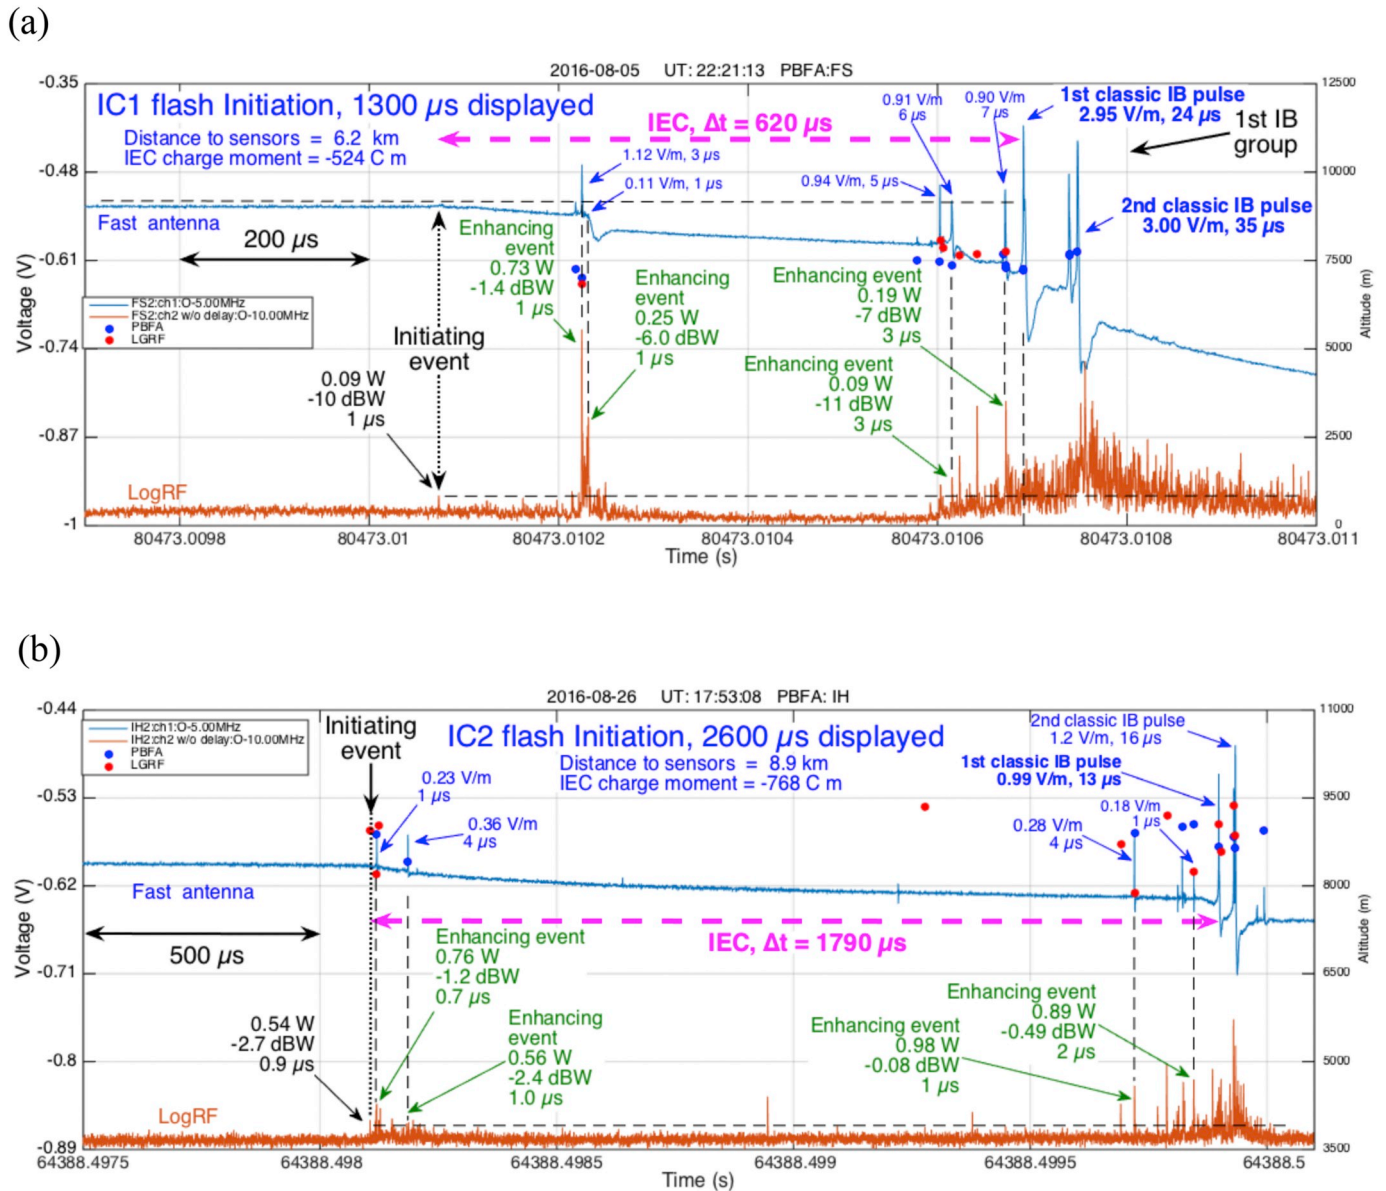 (a)
2016-08-05 UT: 22:21:13 PBFA:FS
-0.35
12500
IC1 flash Initiation, 1300 µs displayed
Distance to sensors = 6.2 km
IEC charge moment = -524 C m
IEC, Δt = 620 µs
0.91 V/m
6 µs
0.90 V/m
7 µs
1st classic IB pulse
2.95 V/m, 24 µs
1st IB
group
-0.48
10000
1.12 V/m, 3 µs
0.11 V/m, 1 µs
0.94 V/m, 5 µs
2nd classic IB pulse
3.00 V/m, 35 µs
Fast antenna
200 µs
Enhancing
event
0.73 W
-1.4 dBW
1 µs
Enhancing
event
0.25 W
-6.0 dBW
1 µs
Enhancing event
0.19 W
-7 dBW
3 µs
-0.61
7500
Voltage (V)
Altitude (m)
FS2:ch1:O-5.00MHz
FS2:ch2 w/o delay:O-10.00MHz
PBFA
LGRF
Initiating
event
-0.74
5000
0.09 W
-10 dBW
1 µs
Enhancing event
0.09 W
-11 dBW
3 µs
-0.87
2500
LogRF
-1
0
80473.0098
80473.01
80473.0102
80473.0104
80473.0106
80473.0108
80473.011
Time (s)
(b)
2016-08-26 UT: 17:53:08 PBFA: IH
-0.44
11000
IH2:ch1:O-5.00MHz
IH2:ch2 w/o delay:O-10.00MHz
PBFA
LGRF
Initiating
event
IC2 flash Initiation, 2600 µs displayed
Distance to sensors = 8.9 km
IEC charge moment = -768 C m
2nd classic IB pulse
1.2 V/m, 16 µs
1st classic IB pulse
0.99 V/m, 13 µs
0.23 V/m
1 µs
0.36 V/m
4 µs
0.28 V/m
4 µs
0.18 V/m
1 µs
-0.53
9500
-0.62
8000
Fast antenna
500 µs
IEC, Δt = 1790 µs
Voltage (V)
Altitude (m)
-0.71
6500
Enhancing event
0.76 W
-1.2 dBW
0.7 µs
0.54 W
-2.7 dBW
0.9 µs
Enhancing
event
0.56 W
-2.4 dBW
1.0 µs
Enhancing event
0.98 W
-0.08 dBW
1 µs
Enhancing event
0.89 W
-0.49 dBW
2 µs
-0.8
5000
LogRF
-0.89
3500
64388.4975
64388.498
64388.4985
64388.499
64388.4995
64388.5
Time (s)